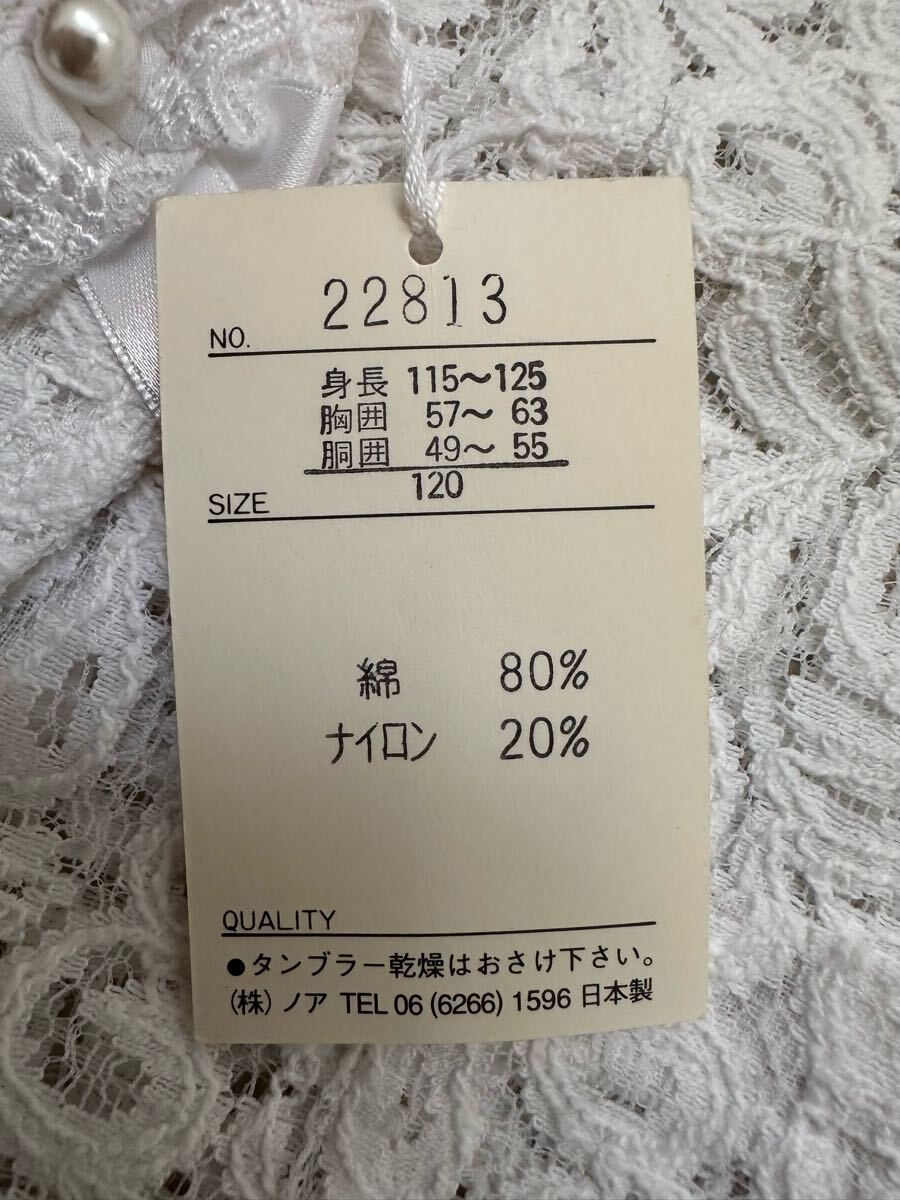 NO. 22813
身長 115〜125
胸囲 57〜 63
胴囲 49〜 55
SIZE 120
綿 80%
ナイロン 20%
QUALITY
●タンブラー乾燥はおさけ下さい。
(株)ノア TEL 06 (6266) 1596 日本製